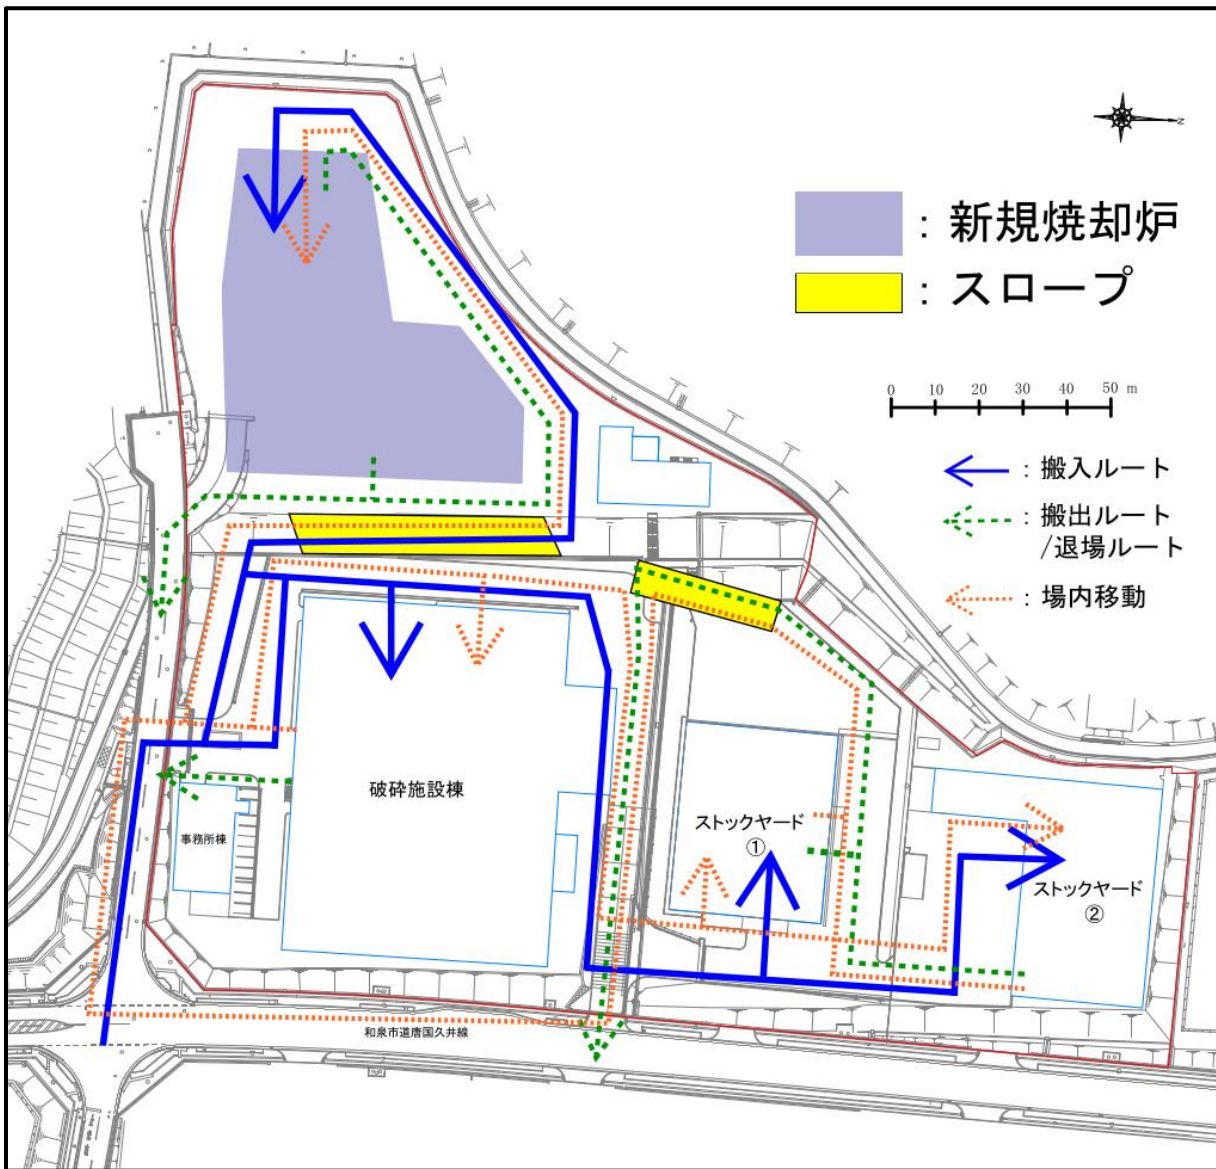 N
: 新規焼却炉
: スロープ
0 10 20 30 40 50 m
: 搬入ルート
: 搬出ルート
/退場ルート
: 場内移動
破砕施設棟
事務所棟
ストックヤード
①
ストックヤード
②
和泉市道唐国久井線